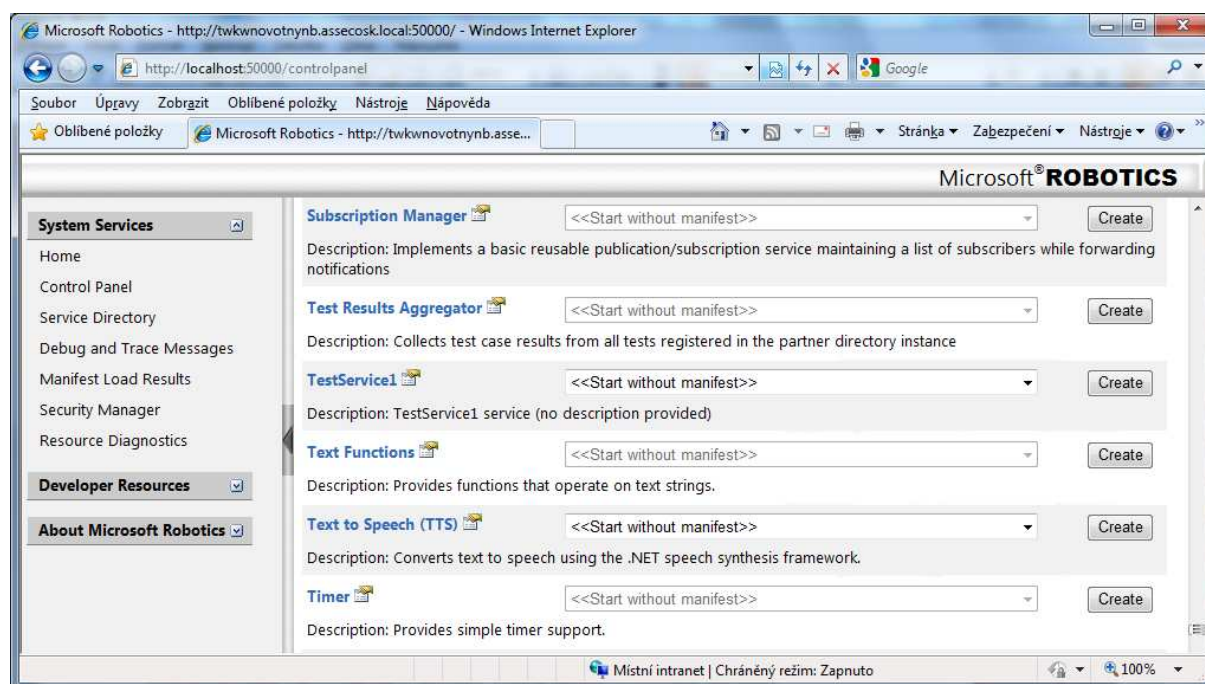 Microsoft Robotics - http://twkwnovotnynb.assecosk.local:50000/ - Windows Internet Explorer
http://localhost:50000/controlpanel
Google
Soubor Úpravy Zobrazit Oblíbené položky Nástroje Nápověda
Oblíbené položky
Microsoft Robotics - http://twkwnovotnynb.asse...
Stránka Zabezpečení Nástroje
Microsoft®ROBOTICS
System Services
Home
Control Panel
Service Directory
Debug and Trace Messages
Manifest Load Results
Security Manager
Resource Diagnostics
Developer Resources
About Microsoft Robotics
Subscription Manager <<Start without manifest>> Create
Description: Implements a basic reusable publication/subscription service maintaining a list of subscribers while forwarding
notifications
Test Results Aggregator <<Start without manifest>> Create
Description: Collects test case results from all tests registered in the partner directory instance
TestService1 <<Start without manifest>> Create
Description: TestService1 service (no description provided)
Text Functions <<Start without manifest>> Create
Description: Provides functions that operate on text strings.
Text to Speech (TTS) <<Start without manifest>> Create
Description: Converts text to speech using the .NET speech synthesis framework.
Timer <<Start without manifest>> Create
Description: Provides simple timer support.
Místní intranet | Chráněný režim: Zapnuto
100%